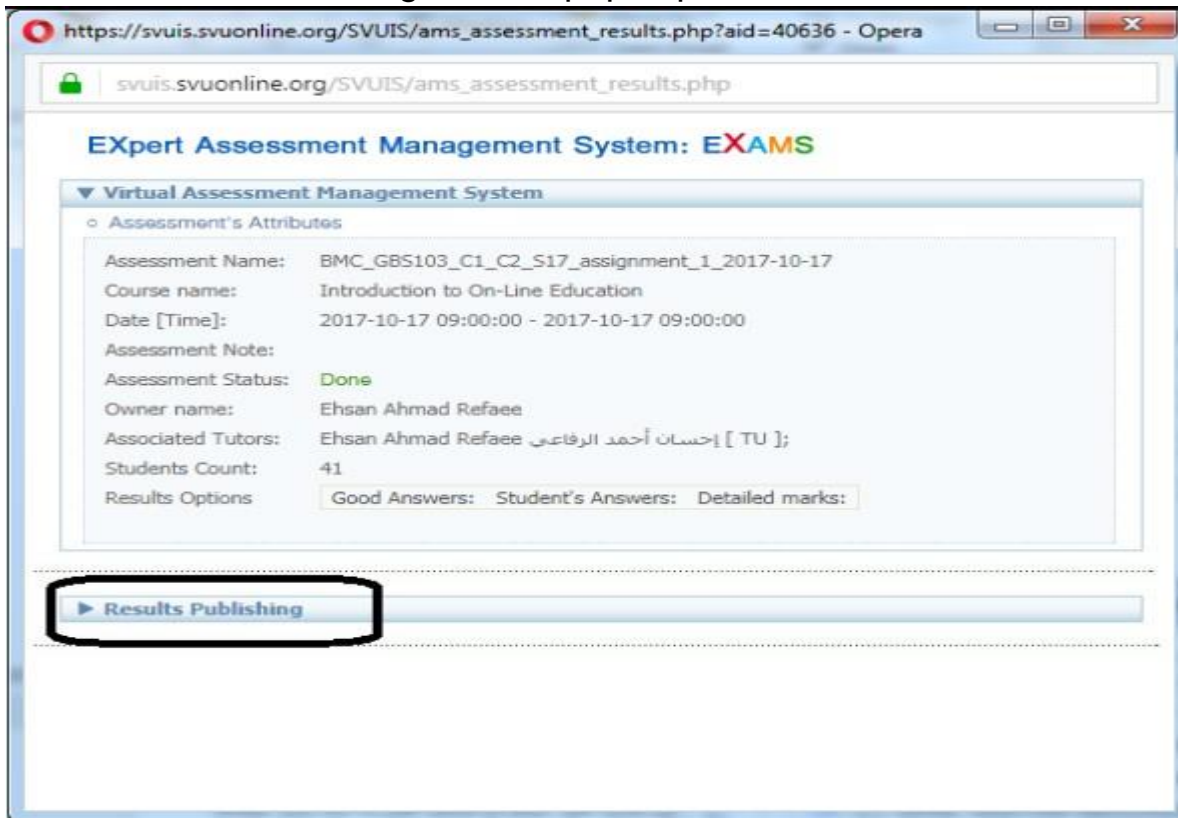 https://svuis.svuonline.org/SVUIS/ams_assessment_results.php?aid=40636 - Opera
svuis.svuonline.org/SVUIS/ams_assessment_results.php
EXpert Assessment Management System: EXAMS
▼ Virtual Assessment Management System
○ Assessment's Attributes
Assessment Name: BMC_GBS103_C1_C2_S17_assignment_1_2017-10-17
Course name: Introduction to On-Line Education
Date [Time]: 2017-10-17 09:00:00 - 2017-10-17 09:00:00
Assessment Note:
Assessment Status: Done
Owner name: Ehsan Ahmad Refaee
Associated Tutors: Ehsan Ahmad Refaee إحسان أحمد الرفاعي [ TU ];
Students Count: 41
Results Options Good Answers: Student's Answers: Detailed marks:
► Results Publishing